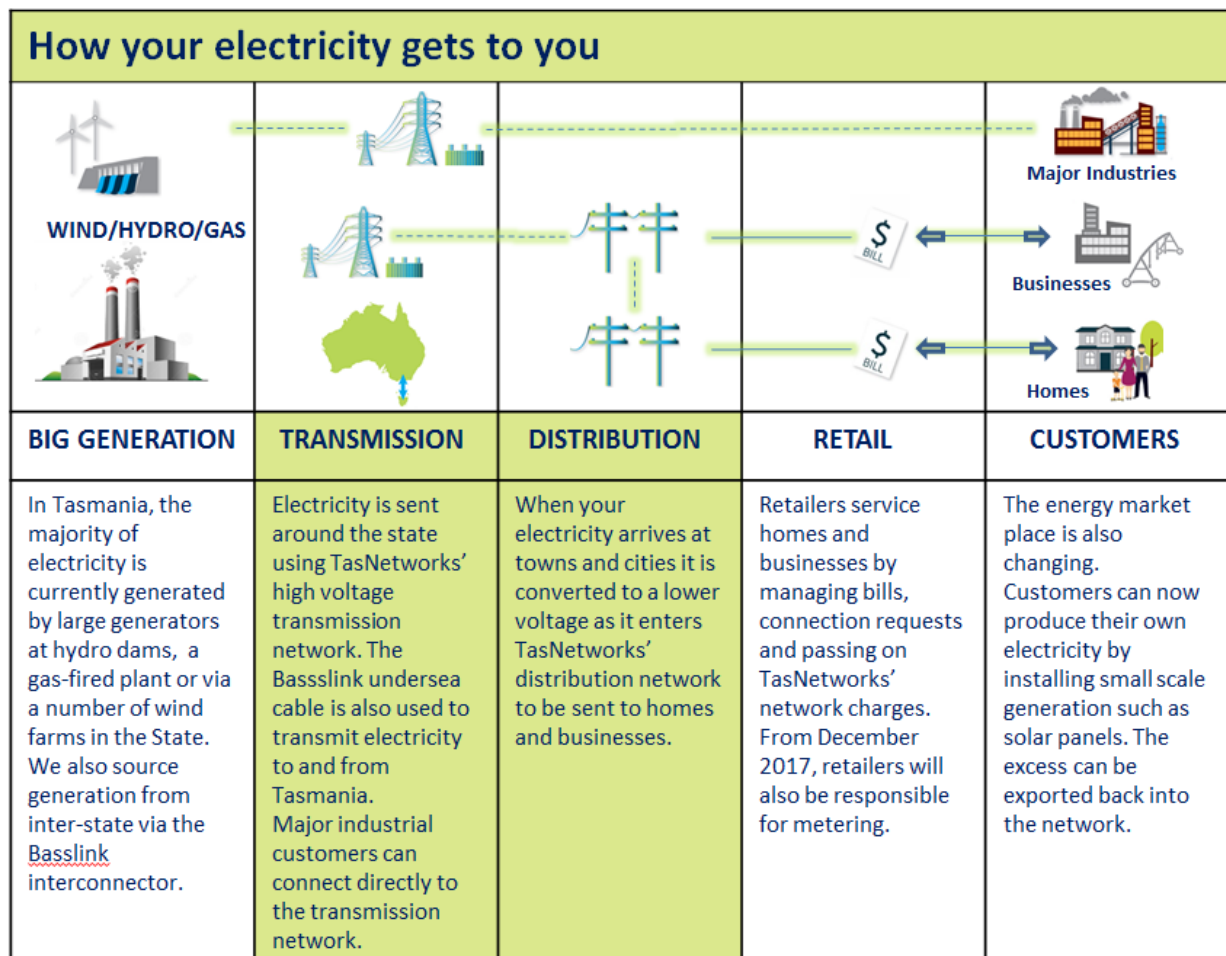 How your electricity gets to you
Major Industries
WIND/HYDRO/GAS
$
BILL
Businesses
$
BILL
Homes
BIG GENERATION
TRANSMISSION
DISTRIBUTION
RETAIL
CUSTOMERS
In Tasmania, the
majority of
electricity is
currently generated
by large generators
at hydro dams, a
gas-fired plant or via
a number of wind
farms in the State.
We also source
generation from
inter-state via the
Basslink
interconnector.
Electricity is sent
around the state
using TasNetworks’
high voltage
transmission
network. The
Bassslink undersea
cable is also used to
transmit electricity
to and from
Tasmania.
Major industrial
customers can
connect directly to
the transmission
network.
When your
electricity arrives at
towns and cities it is
converted to a lower
voltage as it enters
TasNetworks’
distribution network
to be sent to homes
and businesses.
Retailers service
homes and
businesses by
managing bills,
connection requests
and passing on
TasNetworks’
network charges.
From December
2017, retailers will
also be responsible
for metering.
The energy market
place is also
changing.
Customers can now
produce their own
electricity by
installing small scale
generation such as
solar panels. The
excess can be
exported back into
the network.